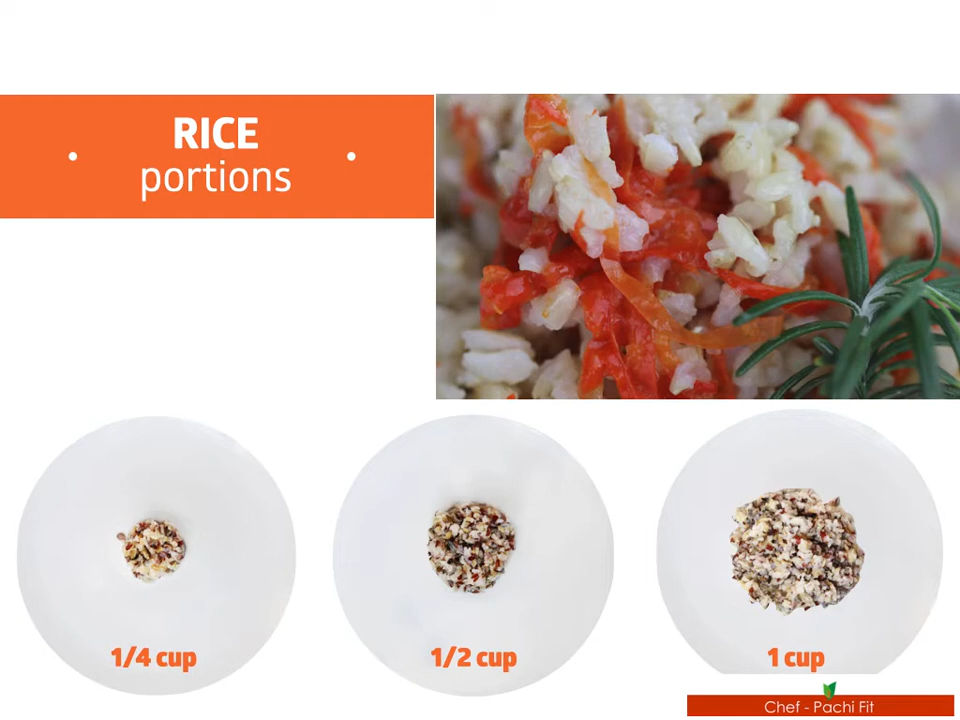 RICE
portions
1/4 cup
1/2 cup
1 cup
Chef - Pachi Fit